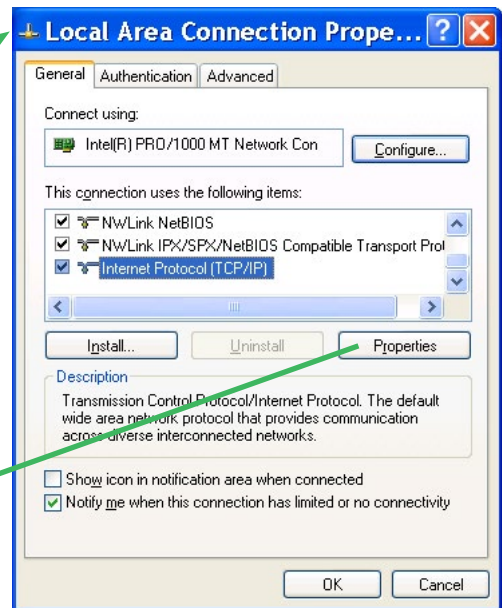 Local Area Connection Prope...
General Authentication Advanced
Connect using:
Intel(R) PRO/1000 MT Network Con Configure...
This connection uses the following items:
NWLink NetBIOS
NWLink IPX/SPX/NetBIOS Compatible Transport Prot
Internet Protocol (TCP/IP)
Install... Uninstall Properties
Description
Transmission Control Protocol/Internet Protocol. The default
wide area network protocol that provides communication
across diverse interconnected networks.
Show icon in notification area when connected
Notify me when this connection has limited or no connectivity
OK Cancel